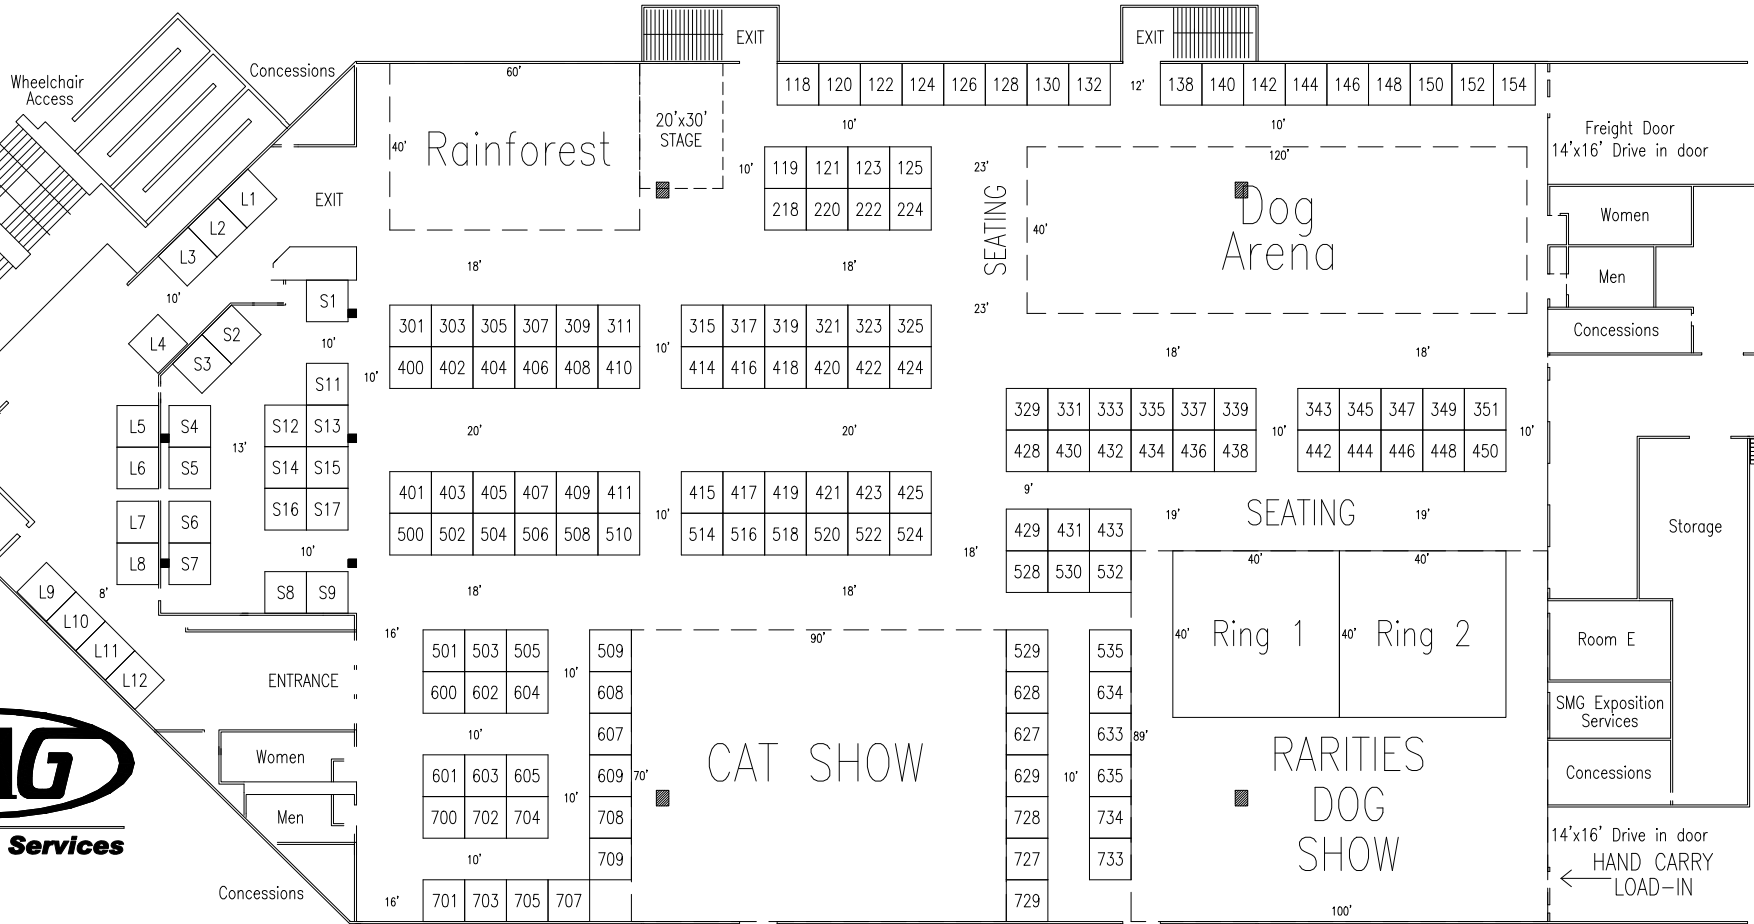 EXIT
EXIT
Concessions
Wheelchair
Access
60'
118 120 122 124 126 128 130 132
12'
138 140 142 144 146 148 150 152 154
20'x30'
STAGE
10'
10'
Freight Door
14'x16' Drive in door
40'
Rainforest
10'
119 121 123 125
218 220 222 224
23'
120'
SEATING
40'
Dog
Arena
23'
Women
Men
Concessions
L1
L2
L3
EXIT
18'
18'
10'
S1
L4
S2
S3
10'
301 303 305 307 309 311
400 402 404 406 408 410
10'
10'
315 317 319 321 323 325
414 416 418 420 422 424
18'
18'
S11
L5
S4
13'
S12 S13
L6
S5
S14 S15
S16 S17
L7
S6
L8
S7
10'
S8 S9
20'
20'
329 331 333 335 337 339
428 430 432 434 436 438
10'
343 345 347 349 351
442 444 446 448 450
10'
401 403 405 407 409 411
500 502 504 506 508 510
10'
415 417 419 421 423 425
514 516 518 520 522 524
9'
19'
SEATING
19'
429 431 433
528 530 532
18'
Storage
8'
L9
L10
L11
L12
18'
18'
40'
40'
16'
501 503 505
600 602 604
10'
509
608
607
609
708
709
90'
529
628
627
629
728
727
729
535
634
633
635
734
733
40'
Ring 1
40'
Ring 2
Room E
ENTRANCE
SMG Exposition
Services
10'
601 603 605
700 702 704
10'
70'
CAT SHOW
10'
89'
RARITIES
DOG
SHOW
Concessions
Women
Men
10'
Services
Concessions
16'
701 703 705 707
14'x16' Drive in door
HAND CARRY
LOAD-IN
100'